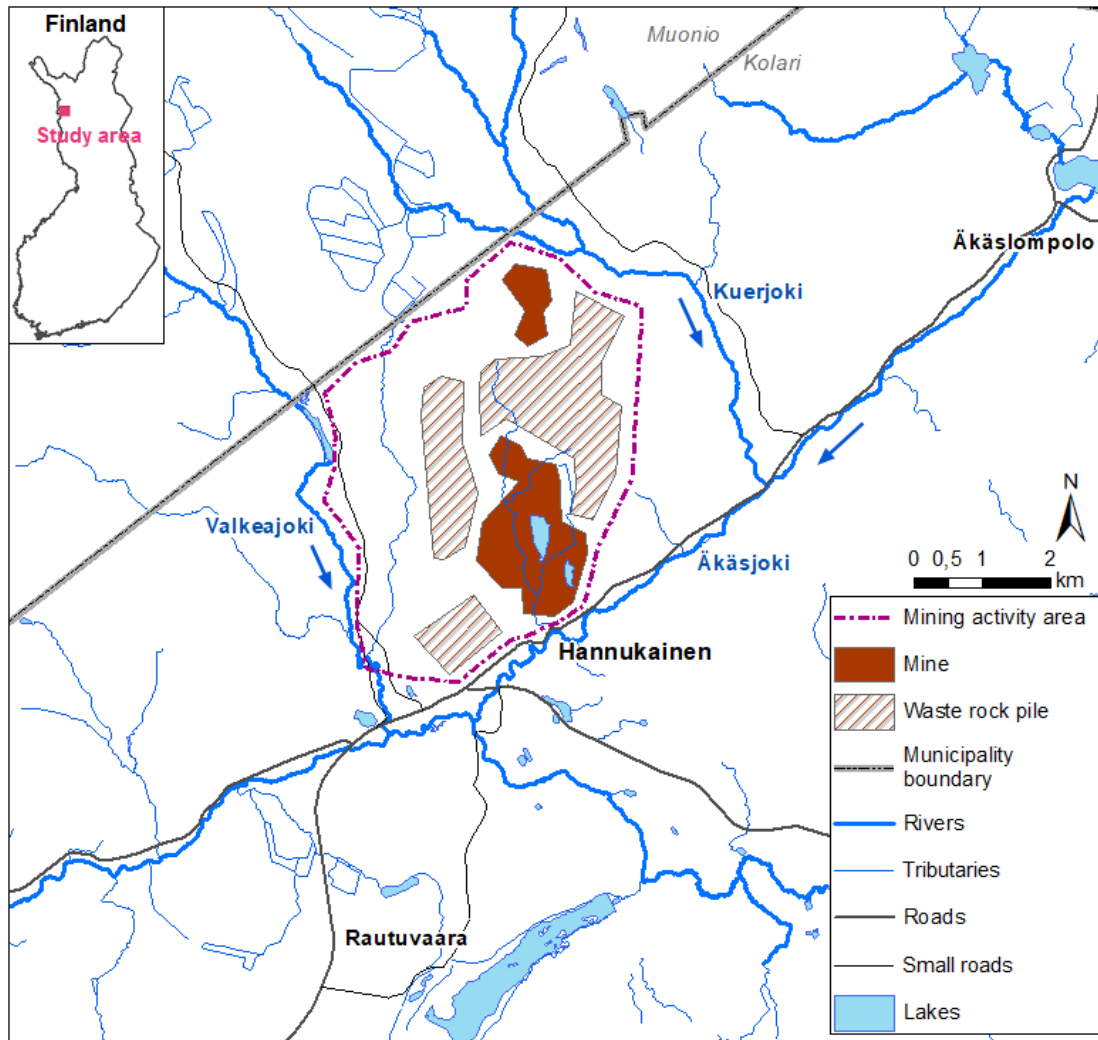 Finland
Study area
Muonio
Kolari
Äkäslompolo
Kuerjoki
Valkeajoki
Äkäsjoki
Hannukainen
Rautuvaara
N
0 0,5 1 2
km
Mining activity area
Mine
Waste rock pile
Municipality
boundary
Rivers
Tributaries
Roads
Small roads
Lakes